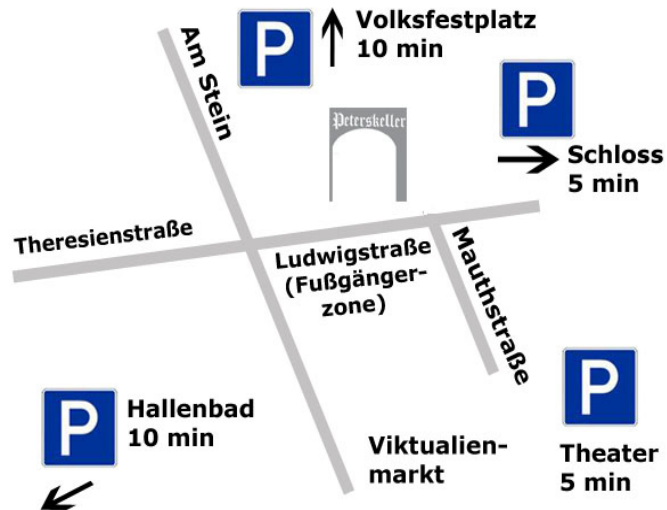 P
Volksfestplatz
10 min
Am Stein
P
Peterskeller
Schloss
5 min
Theresienstraße
Ludwigstraße
(Fußgänger-
zone)
Mauthstraße
P
Hallenbad
10 min
P
Theater
5 min
Viktualien-
markt